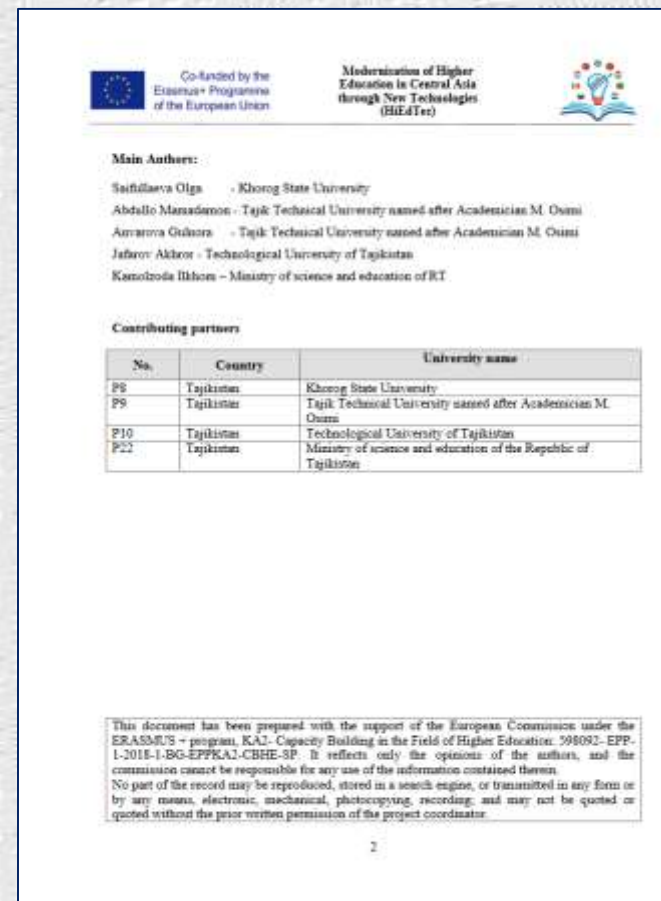 Co-funded by the
Erasmus+ Programme
of the European Union
Modernization of Higher
Education in Central Asia
through New Technologies
(HiEdTec)
Main Authors:
Saifullaeva Olga - Khorog State University
Abdullo Mamadamon - Tajik Technical University named after Academician M. Osimi
Anvarova Gulnora - Tajik Technical University named after Academician M. Osimi
Jafarov Akhror - Technological University of Tajikistan
Kamolzoda Ilkhom – Ministry of science and education of RT
Contributing partners
No. Country University name
P8 Tajikistan Khorog State University
P9 Tajikistan Tajik Technical University named after Academician M.
Osimi
P10 Tajikistan Technological University of Tajikistan
P22 Tajikistan Ministry of science and education of the Republic of
Tajikistan
This document has been prepared with the support of the European Commission under the
ERASMUS + program, KA2- Capacity Building in the Field of Higher Education: 598092- EPP-
1-2018-1-BG-EPPKA2-CBHE-SP. It reflects only the opinions of the authors, and the
commission cannot be responsible for any use of the information contained therein.
No part of the record may be reproduced, stored in a search engine, or transmitted in any form or
by any means, electronic, mechanical, photocopying, recording, and may not be quoted or
quoted without the prior written permission of the project coordinator.
2